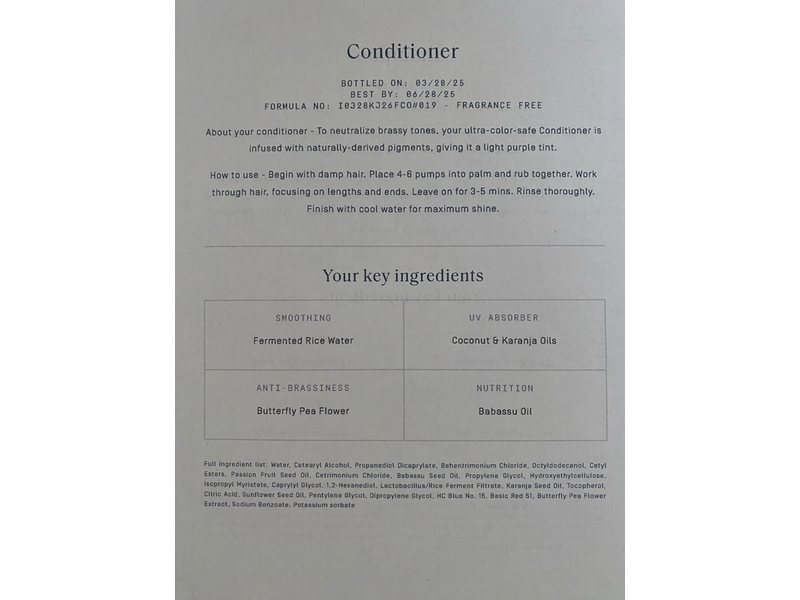 Conditioner
BOTTLED ON: 03/28/25
BEST BY: 06/28/25
FORMULA NO: I0328KJ26FCO#019 - FRAGRANCE FREE
About your conditioner - To neutralize brassy tones, your ultra-color-safe Conditioner is
infused with naturally-derived pigments, giving it a light purple tint.
How to use - Begin with damp hair. Place 4-6 pumps into palm and rub together. Work
through hair, focusing on lengths and ends. Leave on for 3-5 mins. Rinse thoroughly.
Finish with cool water for maximum shine.
Your key ingredients
SMOOTHING
Fermented Rice Water
UV ABSORBER
Coconut & Karanja Oils
ANTI-BRASSINESS
Butterfly Pea Flower
NUTRITION
Babassu Oil
Full ingredient list: Water, Cetearyl Alcohol, Propanediol Dicaprylate, Behentrimonium Chloride, Octyldodecanol, Cetyl
Esters, Passion Fruit Seed Oil, Cetrimonium Chloride, Babassu Seed Oil, Propylene Glycol, Hydroxyethylcellulose,
Isopropyl Myristate, Caprylyl Glycol, 1,2-Hexanediol, Lactobacillus/Rice Ferment Filtrate, Karanja Seed Oil, Tocopherol,
Citric Acid, Sunflower Seed Oil, Pentylene Glycol, Dipropylene Glycol, HC Blue No. 15, Basic Red 51, Butterfly Pea Flower
Extract, Sodium Benzoate, Potassium sorbate